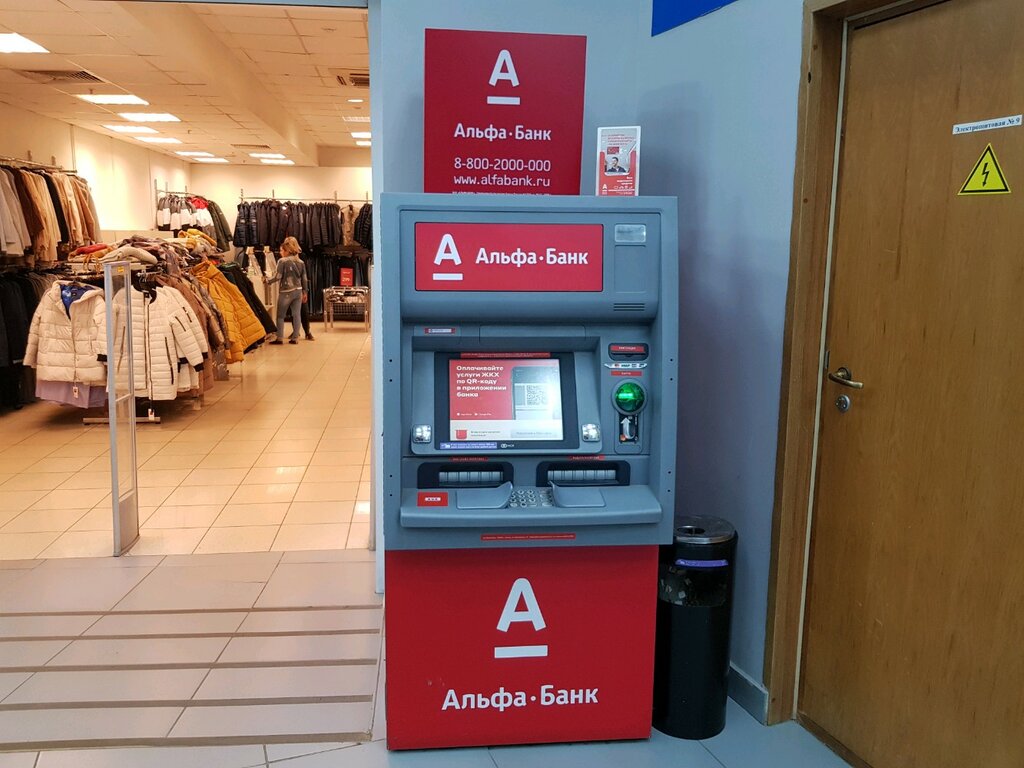 А
Альфа·Банк
8-800-2000-000
www.alfabank.ru
Электрощитовая № 9
А
Альфа·Банк
Оплачивайте
услуги ЖКХ
по QR-коду
в приложении
банка
А
Альфа·Банк